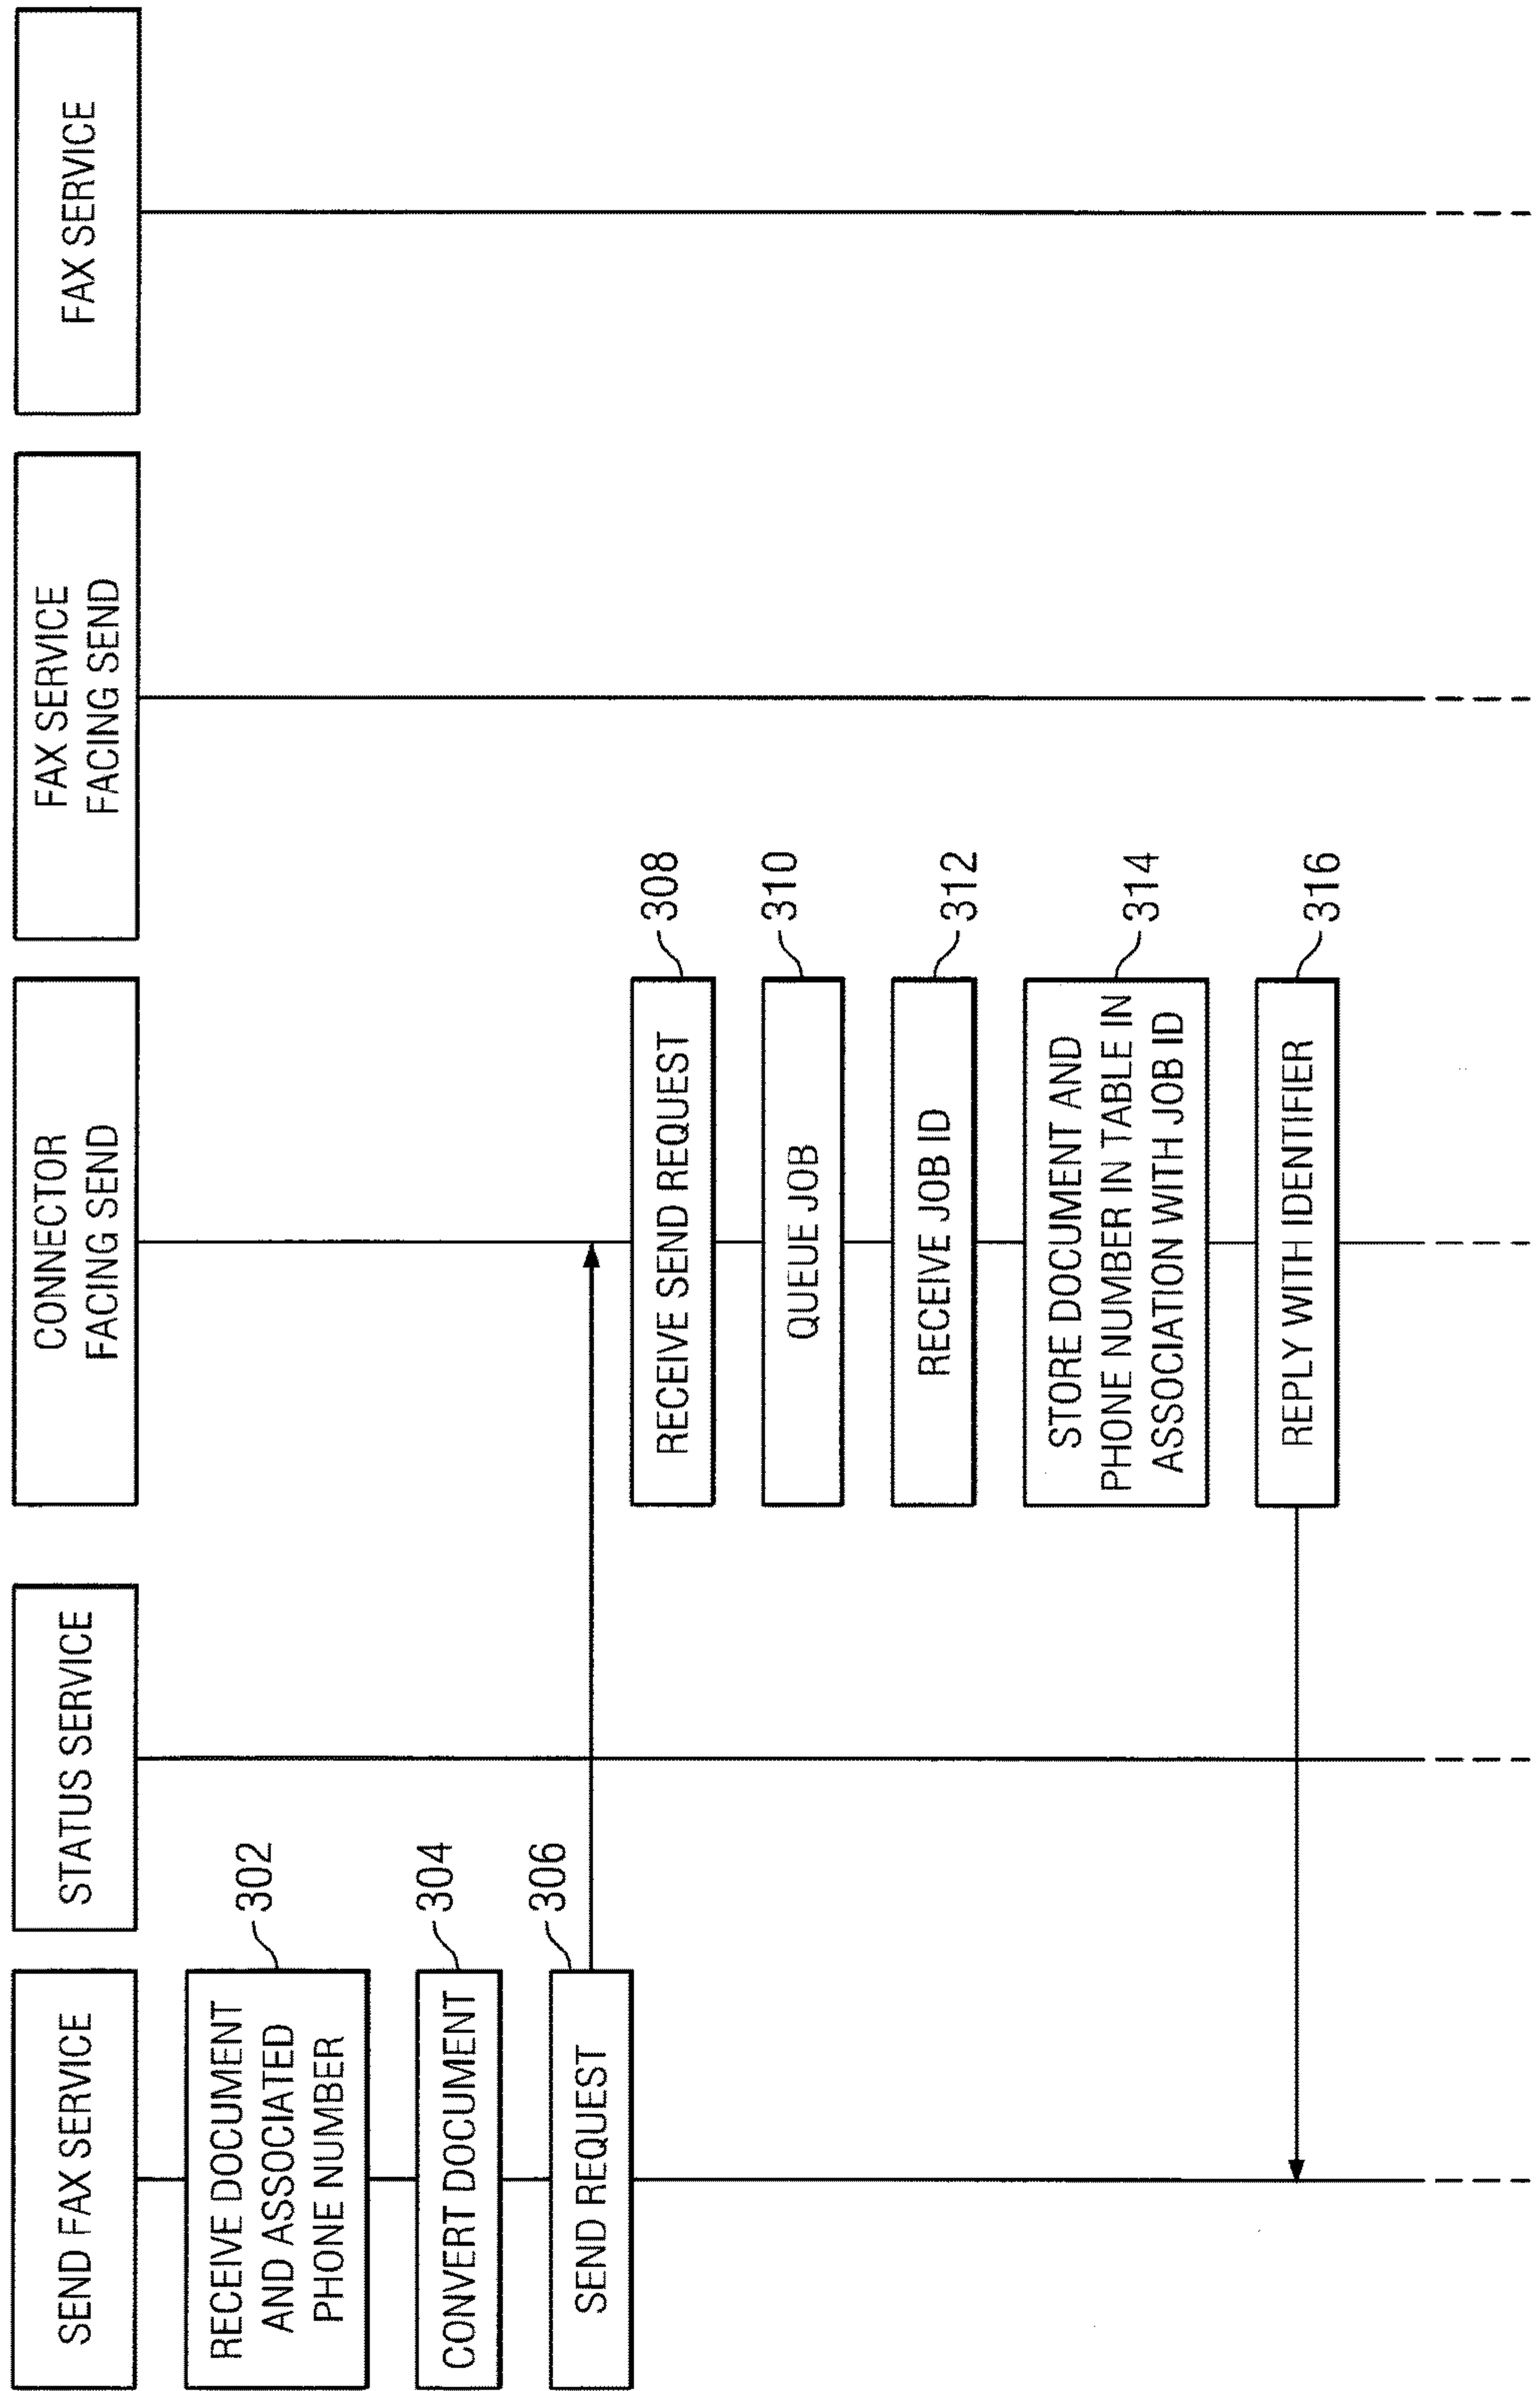 SEND FAX SERVICE
STATUS SERVICE
CONNECTOR
FACING SEND
FAX SERVICE
FACING SEND
FAX SERVICE
302
RECEIVE DOCUMENT
AND ASSOCIATED
PHONE NUMBER
304
CONVERT DOCUMENT
306
SEND REQUEST
308
RECEIVE SEND REQUEST
310
QUEUE JOB
312
RECEIVE JOB ID
314
STORE DOCUMENT AND
PHONE NUMBER IN TABLE IN
ASSOCIATION WITH JOB ID
316
REPLY WITH IDENTIFIER